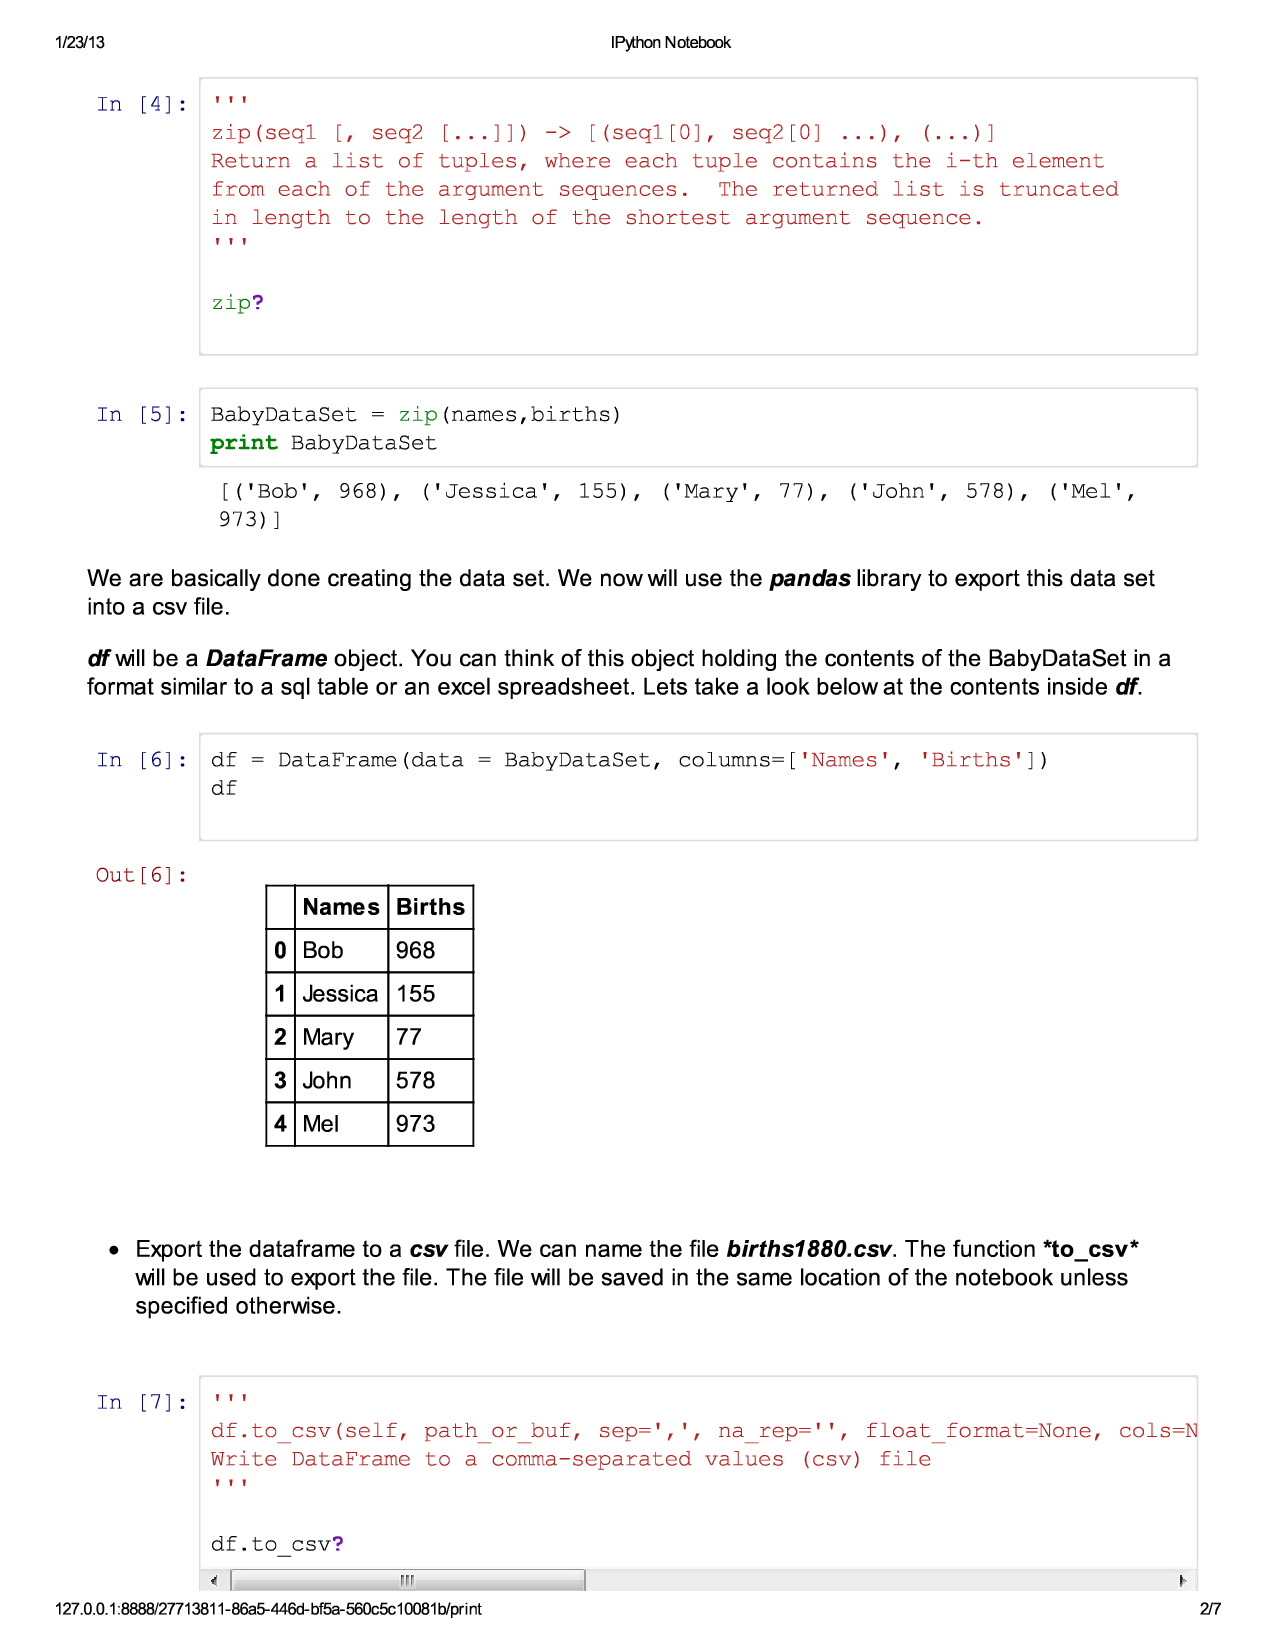 1/23/13
IPython Notebook
In [4]:
'''
zip(seq1 [, seq2 [...]]) -> [(seq1[0], seq2[0] ...), (...)]
Return a list of tuples, where each tuple contains the i-th element
from each of the argument sequences.  The returned list is truncated
in length to the length of the shortest argument sequence.
'''
zip?
In [5]:
BabyDataSet = zip(names,births)
print BabyDataSet
[('Bob', 968), ('Jessica', 155), ('Mary', 77), ('John', 578), ('Mel',
973)]
We are basically done creating the data set. We now will use the pandas library to export this data set
into a csv file.
df will be a DataFrame object. You can think of this object holding the contents of the BabyDataSet in a
format similar to a sql table or an excel spreadsheet. Lets take a look below at the contents inside df.
In [6]:
df = DataFrame(data = BabyDataSet, columns=['Names', 'Births'])
df
Out[6]:
Names Births
0 Bob 968
1 Jessica 155
2 Mary 77
3 John 578
4 Mel 973
• Export the dataframe to a csv file. We can name the file births1880.csv. The function *to_csv*
will be used to export the file. The file will be saved in the same location of the notebook unless
specified otherwise.
In [7]:
'''
df.to_csv(self, path_or_buf, sep=',', na_rep='', float_format=None, cols=N
Write DataFrame to a comma-separated values (csv) file
'''
df.to_csv?
127.0.0.1:8888/27713811-86a5-446d-bf5a-560c5c10081b/print
2/7